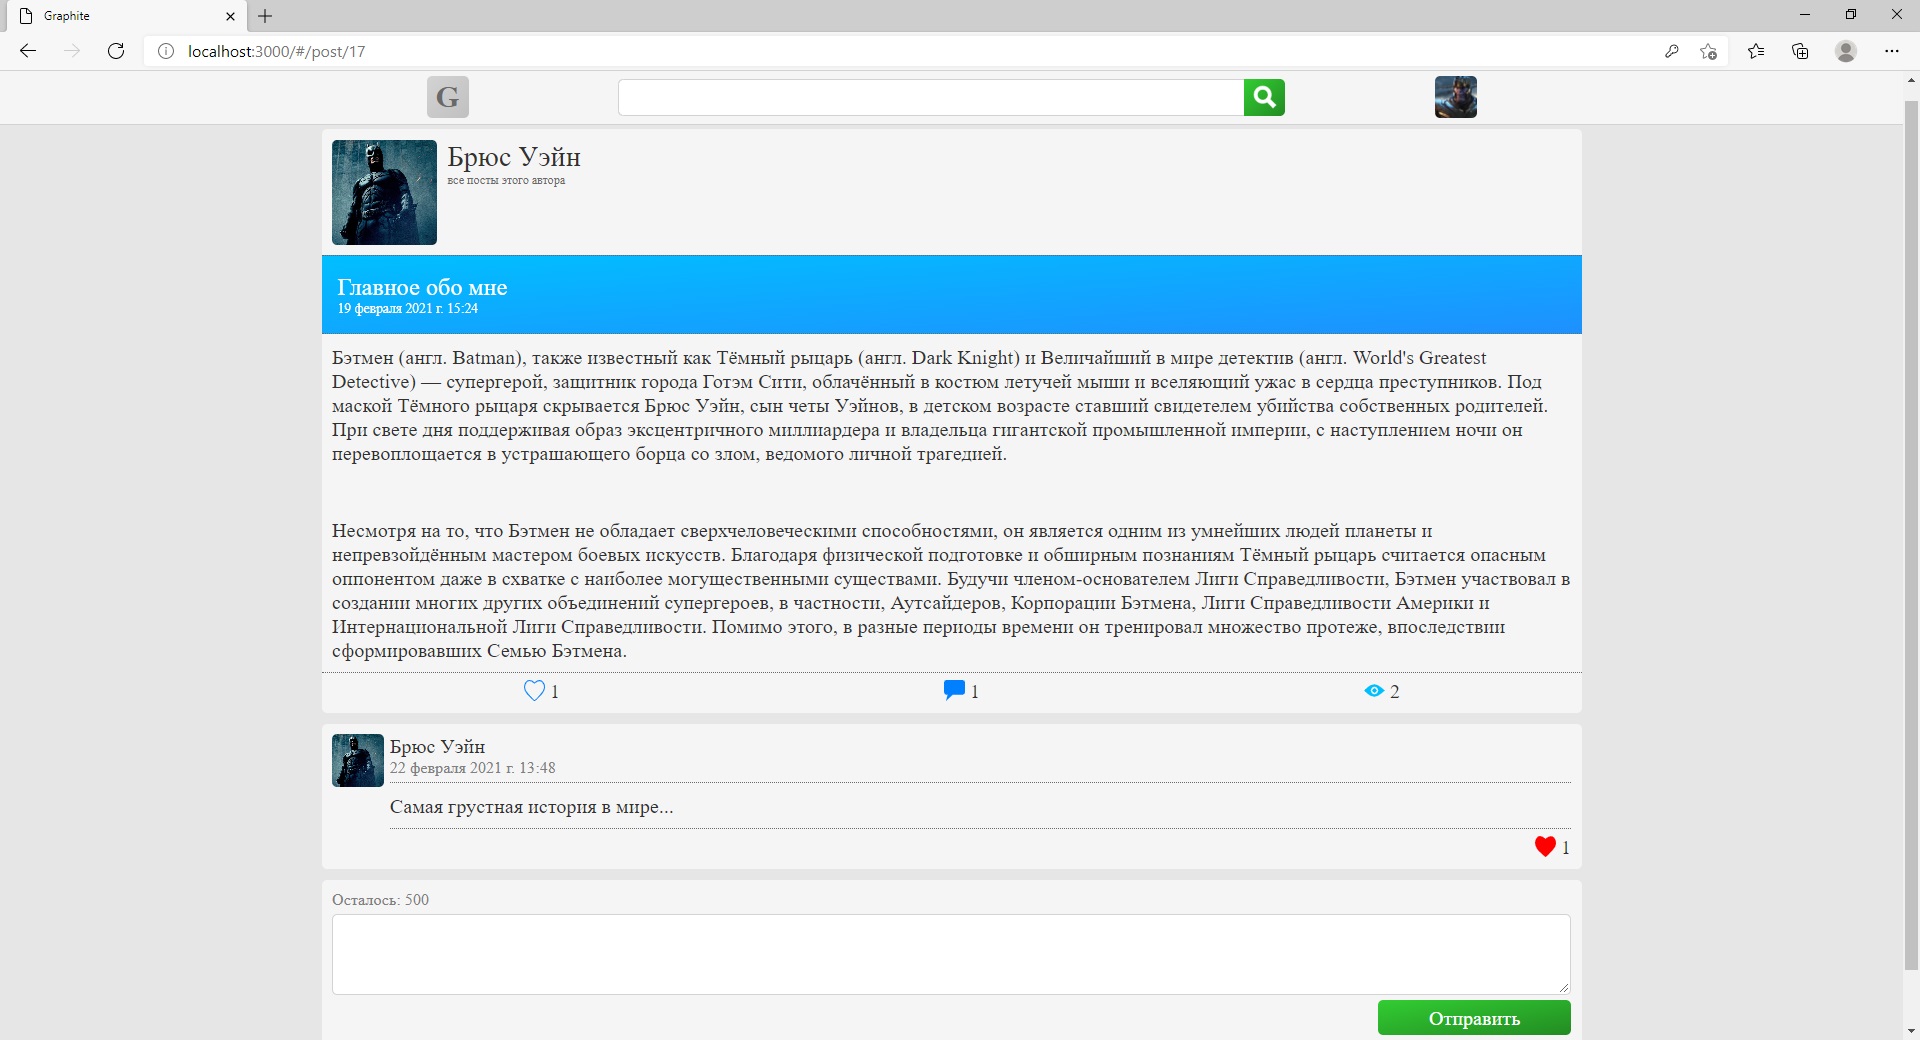 Graphite
localhost:3000/#/post/17
G
Брюс Уэйн
все посты этого автора
Главное обо мне
19 февраля 2021 г. 15:24
Бэтмен (англ. Batman), также известный как Тёмный рыцарь (англ. Dark Knight) и Величайший в мире детектив (англ. World's Greatest
Detective) — супергерой, защитник города Готэм Сити, облачённый в костюм летучей мыши и вселяющий ужас в сердца преступников. Под
маской Тёмного рыцаря скрывается Брюс Уэйн, сын четы Уэйнов, в детском возрасте ставший свидетелем убийства собственных родителей.
При свете дня поддерживая образ эксцентричного миллиардера и владельца гигантской промышленной империи, с наступлением ночи он
перевоплощается в устрашающего борца со злом, ведомого личной трагедией.
Несмотря на то, что Бэтмен не обладает сверхчеловеческими способностями, он является одним из умнейших людей планеты и
непревзойдённым мастером боевых искусств. Благодаря физической подготовке и обширным познаниям Тёмный рыцарь считается опасным
оппонентом даже в схватке с наиболее могущественными существами. Будучи членом-основателем Лиги Справедливости, Бэтмен участвовал в
создании многих других объединений супергероев, в частности, Аутсайдеров, Корпорации Бэтмена, Лиги Справедливости Америки и
Интернациональной Лиги Справедливости. Помимо этого, в разные периоды времени он тренировал множество протеже, впоследствии
сформировавших Семью Бэтмена.
1 1 2
Брюс Уэйн
22 февраля 2021 г. 13:48
Самая грустная история в мире...
1
Осталось: 500
Отправить